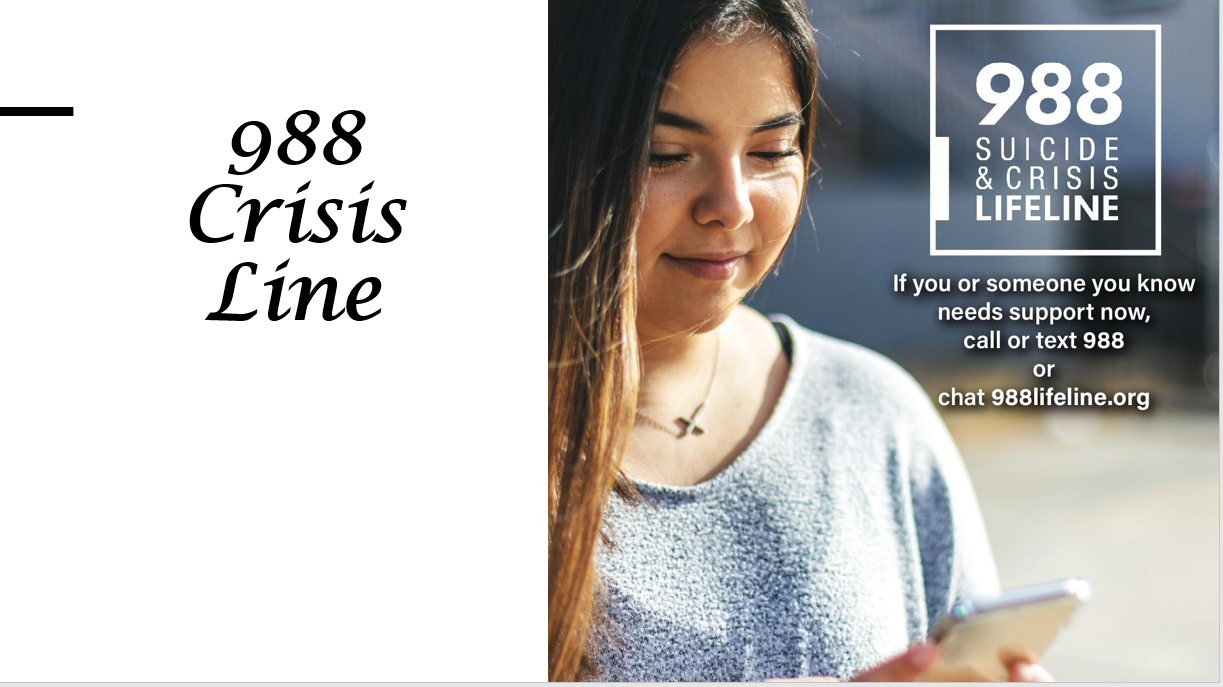 988
Crisis
Line
988
SUICIDE
& CRISIS
LIFELINE
If you or someone you know
needs support now,
call or text 988
or
chat 988lifeline.org